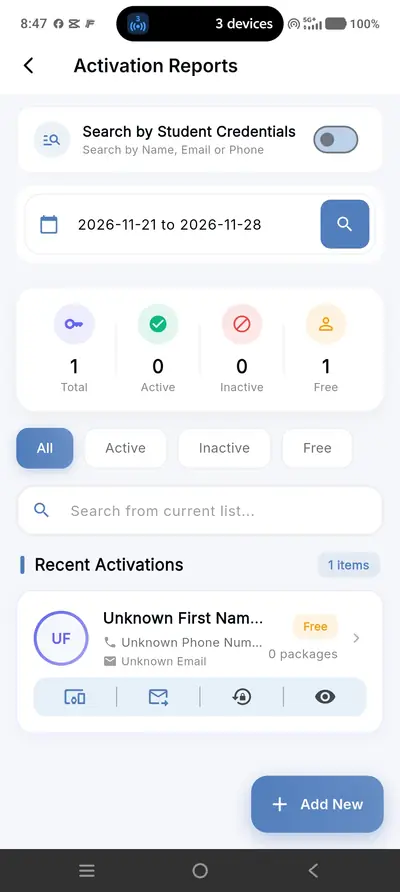 8:47
3
3 devices
5G+
100%
Activation Reports
Search by Student Credentials
Search by Name, Email or Phone
2026-11-21 to 2026-11-28
1
0
0
1
Total
Active
Inactive
Free
All
Active
Inactive
Free
Search from current list...
Recent Activations
1 items
UF
Unknown First Nam...
Free
Unknown Phone Num...
0 packages
Unknown Email
Add New